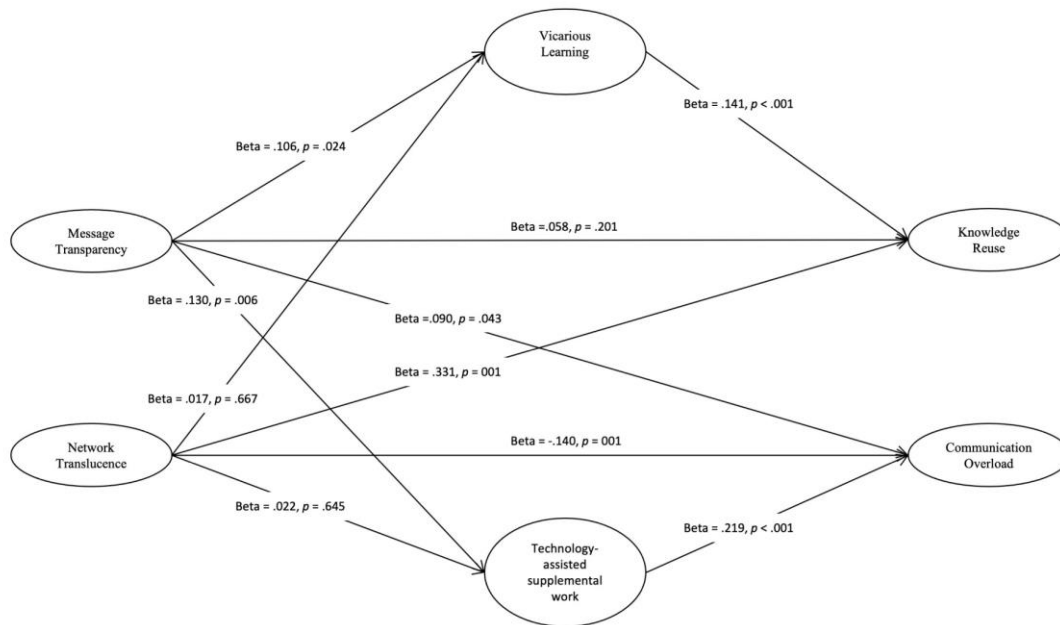 Vicarious
Learning
Beta = .141, p < .001
Beta = .106, p = .024
Message
Transparency
Beta =.058, p = .201
Knowledge
Reuse
Beta = .130, p = .006
Beta =.090, p = .043
Beta = .331, p = 001
Beta = .017, p = .667
Network
Translucence
Beta = -.140, p = 001
Communication
Overload
Beta = .022, p = .645
Beta = .219, p < .001
Technology-
assisted
supplemental
work